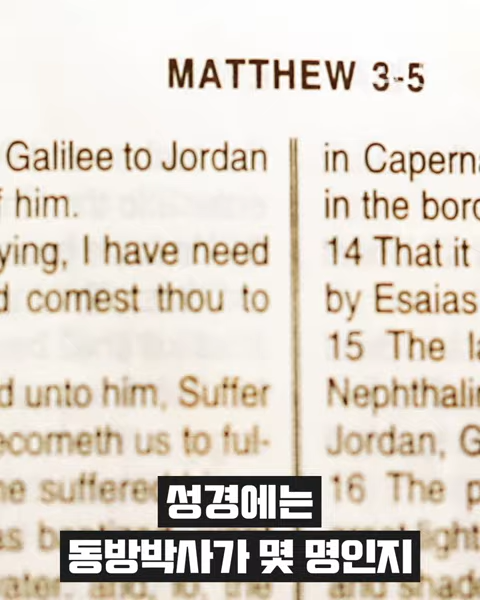 MATTHEW 3-5
Galilee to Jordan
him.
ying, I have need
comest thou to
unto him, Suffer
ecometh us to ful-
suffered
in Caperna
in the bord
14 That it
by Esaias
15 The
Nephthalin
Jordan, G
16 The
성경에는
동방박사가 몇 명인지